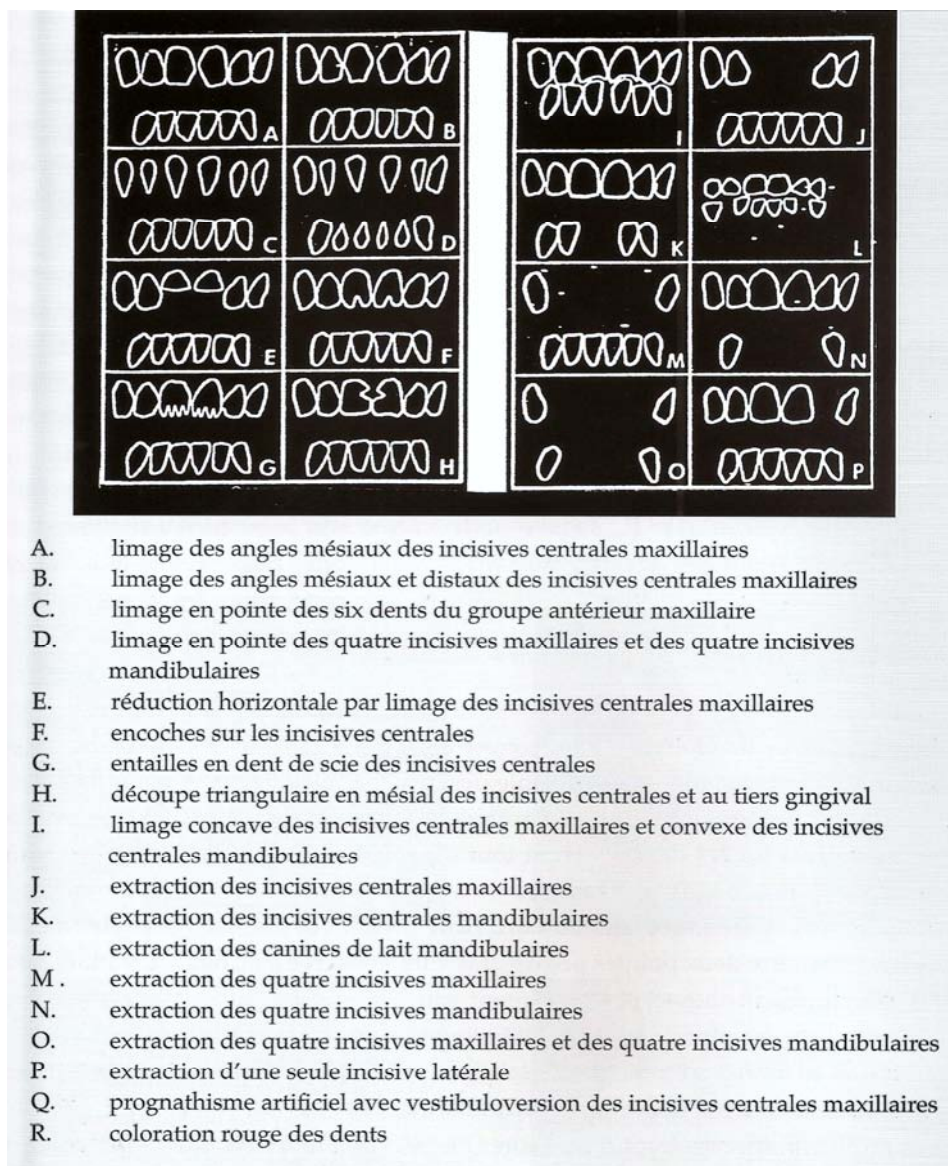 A
B
C
D
E
F
G
H
I
J
K
L
M
N
O
P
A. limage des angles mésiaux des incisives centrales maxillaires
B. limage des angles mésiaux et distaux des incisives centrales maxillaires
C. limage en pointe des six dents du groupe antérieur maxillaire
D. limage en pointe des quatre incisives maxillaires et des quatre incisives
mandibulaires
E. réduction horizontale par limage des incisives centrales maxillaires
F. encoches sur les incisives centrales
G. entailles en dent de scie des incisives centrales
H. découpe triangulaire en mésial des incisives centrales et au tiers gingival
I. limage concave des incisives centrales maxillaires et convexe des incisives
centrales mandibulaires
J. extraction des incisives centrales maxillaires
K. extraction des incisives centrales mandibulaires
L. extraction des canines de lait mandibulaires
M . extraction des quatre incisives maxillaires
N. extraction des quatre incisives mandibulaires
O. extraction des quatre incisives maxillaires et des quatre incisives mandibulaires
P. extraction d'une seule incisive latérale
Q. prognathisme artificiel avec vestibuloversion des incisives centrales maxillaires
R. coloration rouge des dents